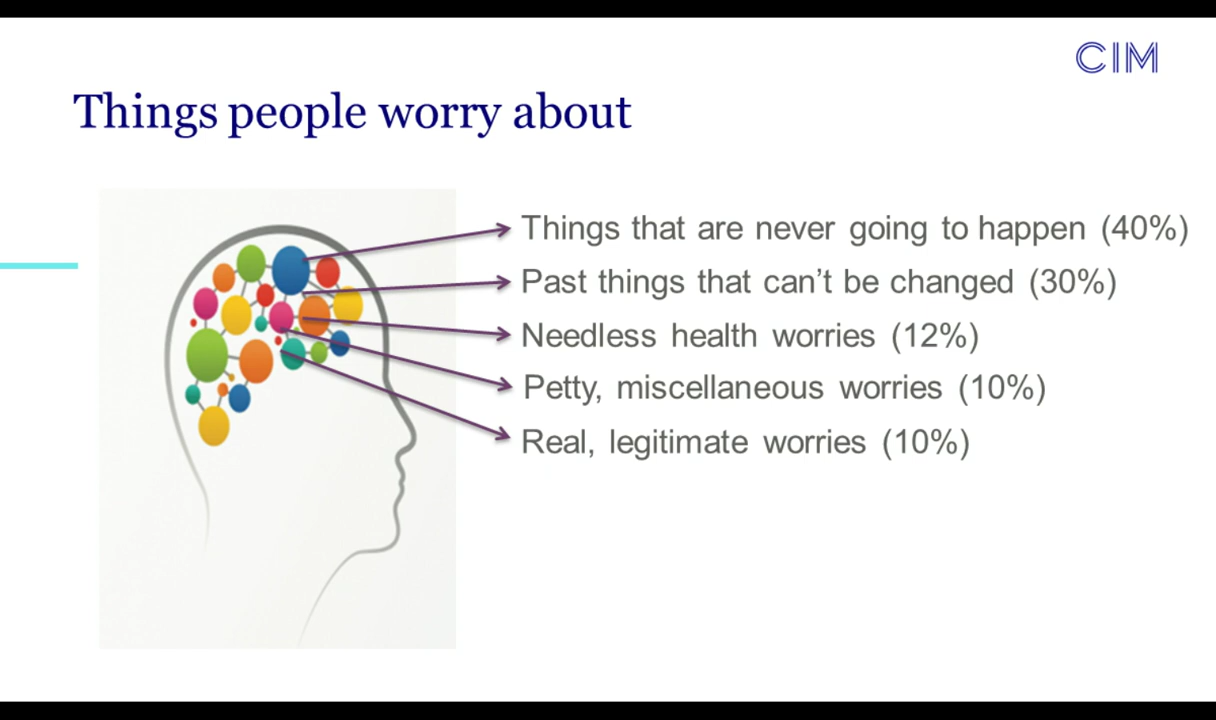 CIM
Things people worry about
Things that are never going to happen (40%)
Past things that can’t be changed (30%)
Needless health worries (12%)
Petty, miscellaneous worries (10%)
Real, legitimate worries (10%)